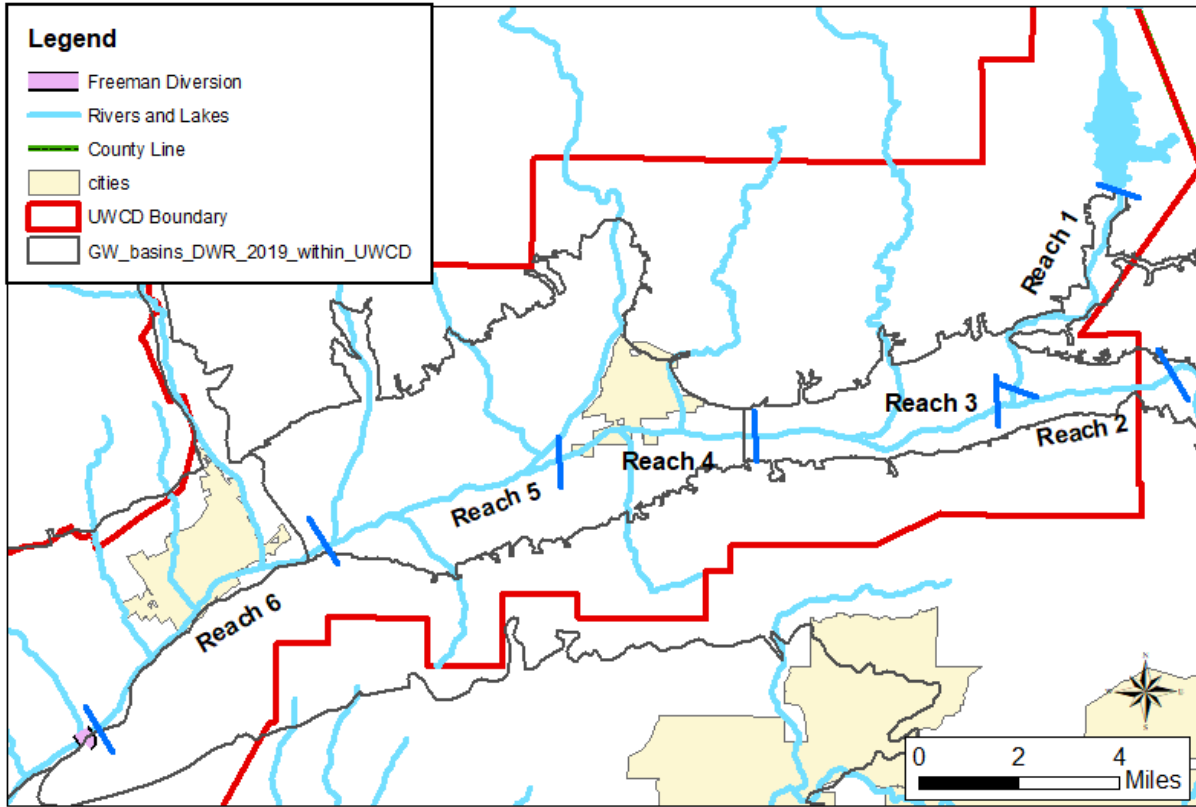 Legend
Freeman Diversion
Rivers and Lakes
County Line
cities
UWCD Boundary
GW_basins_DWR_2019_within_UWCD
Reach 1
Reach 3
Reach 2
Reach 4
Reach 5
Reach 6
N
S
0 2 4
Miles